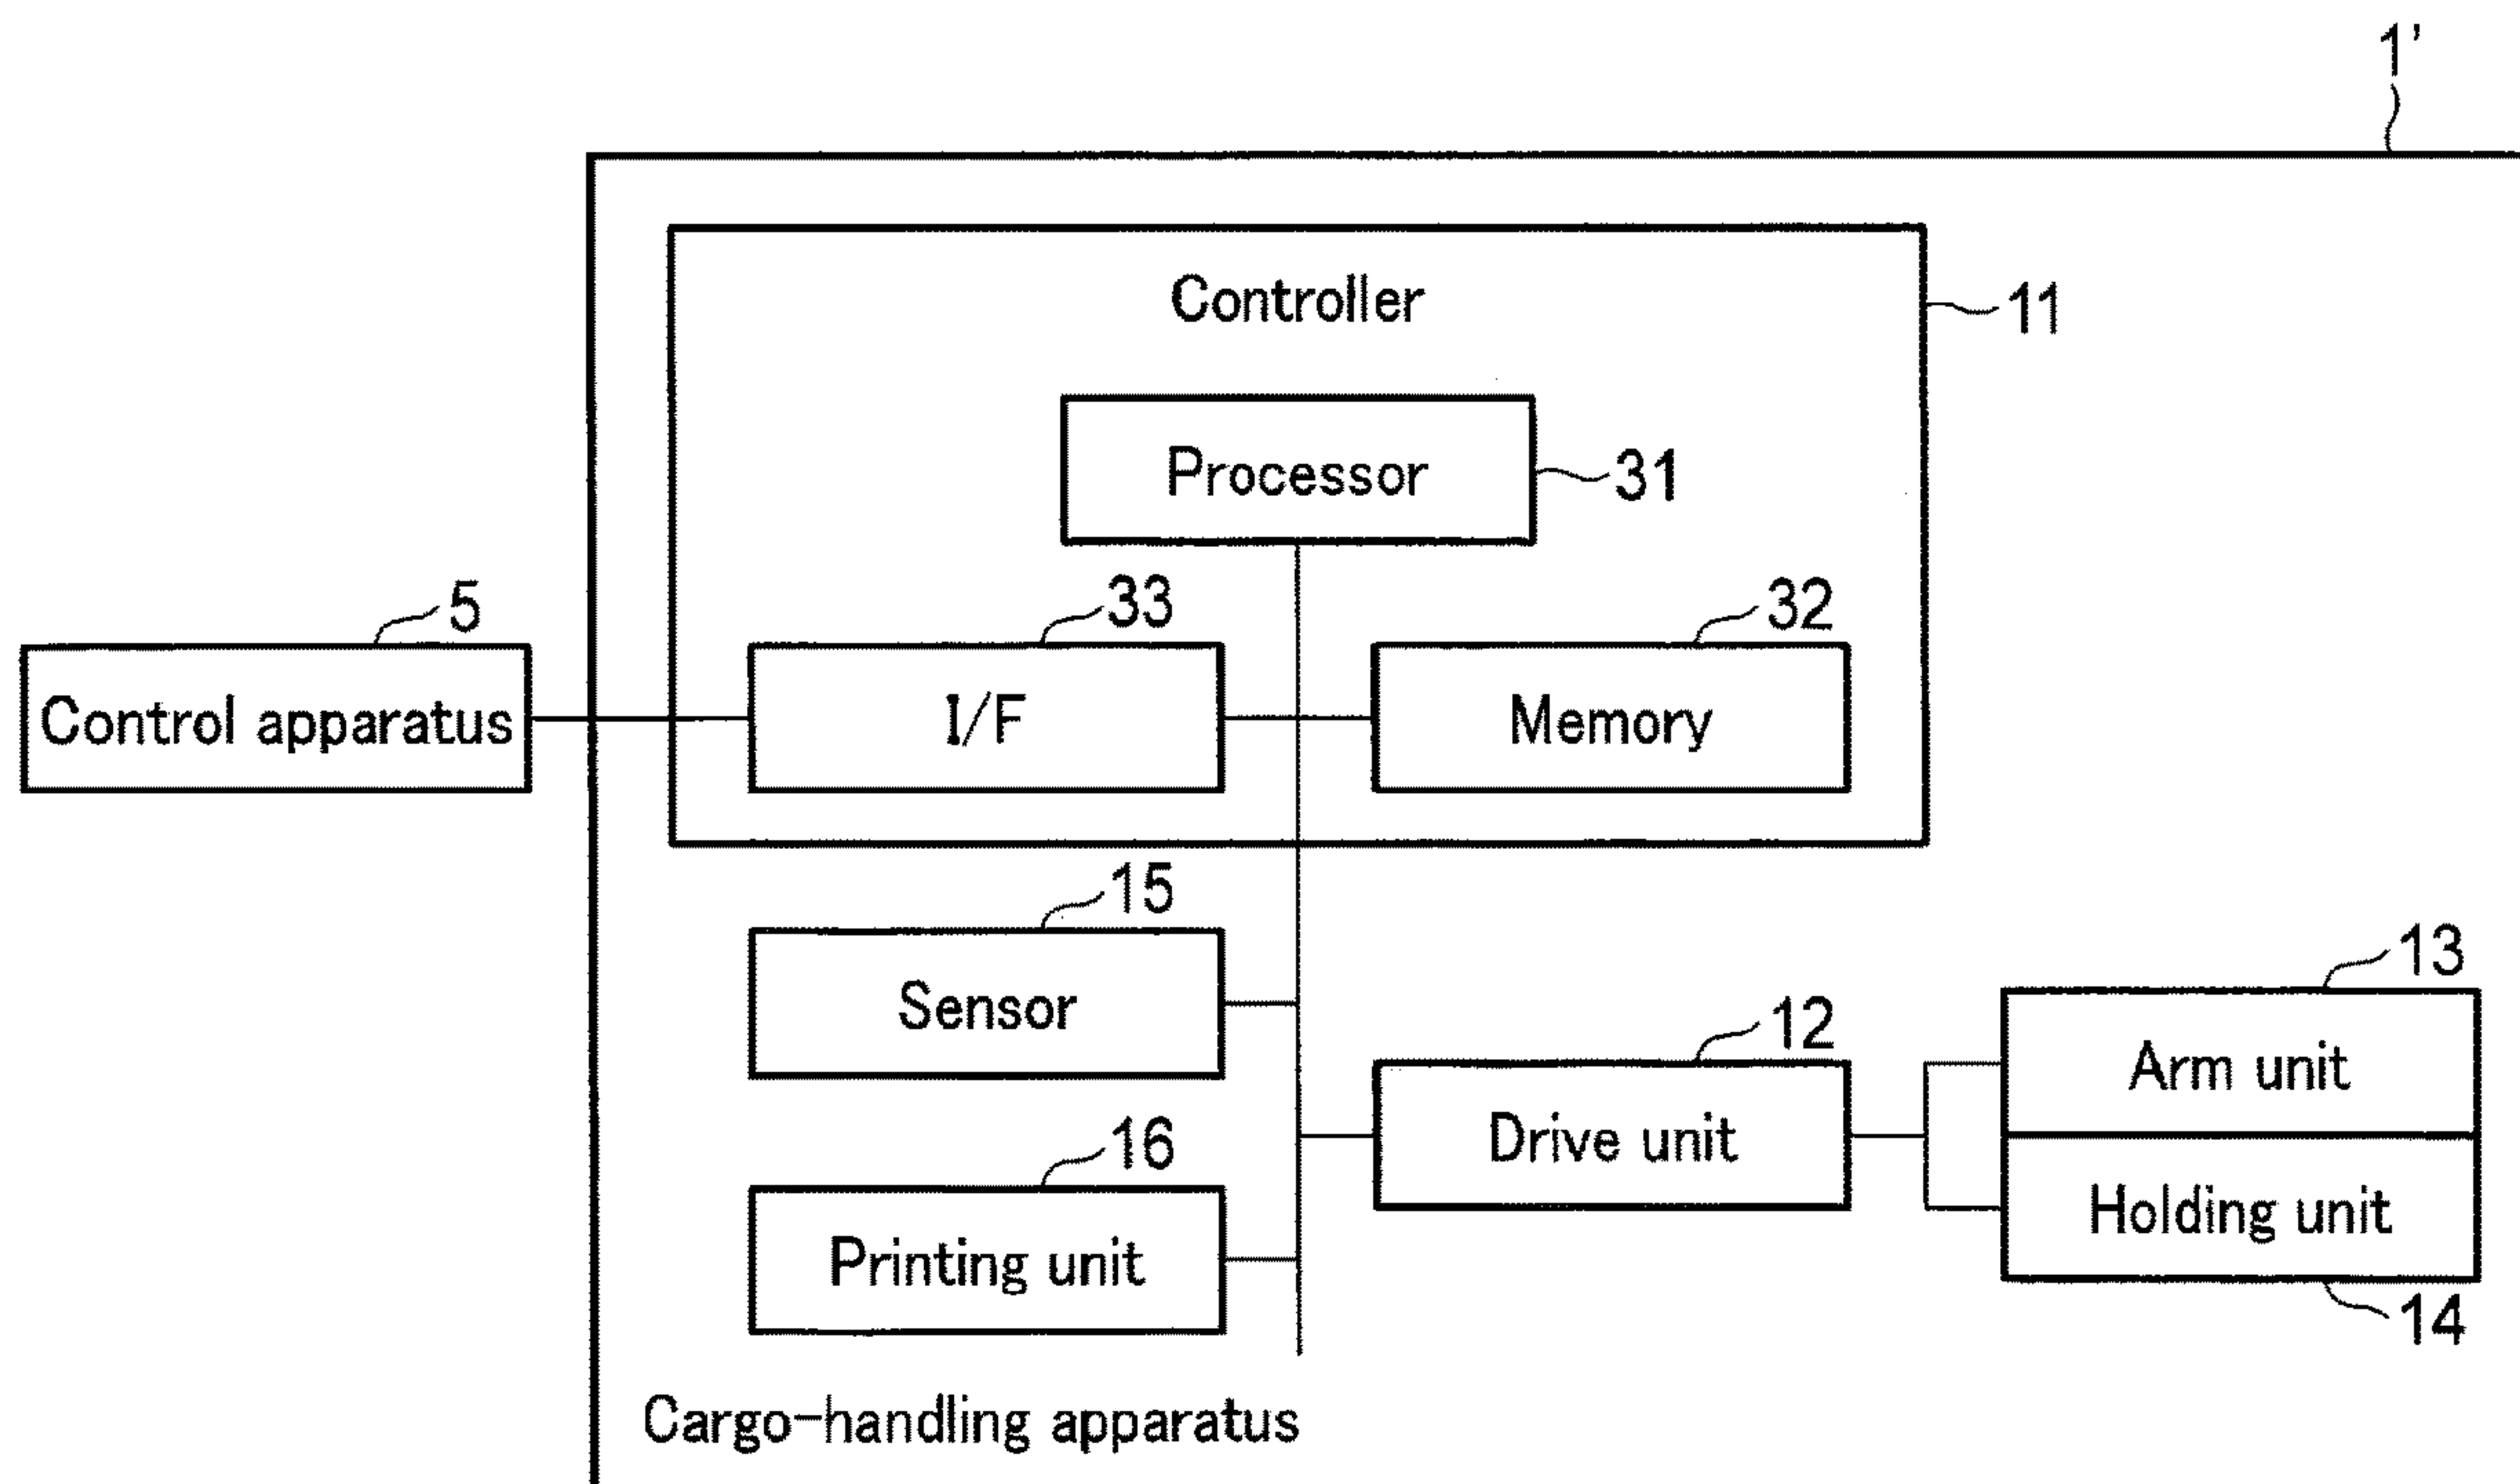 1'
Controller
11
Processor
31
5
33
32
Control apparatus
I/F
Memory
15
Sensor
13
12
Arm unit
16
Drive unit
Printing unit
Holding unit
14
Cargo-handling apparatus